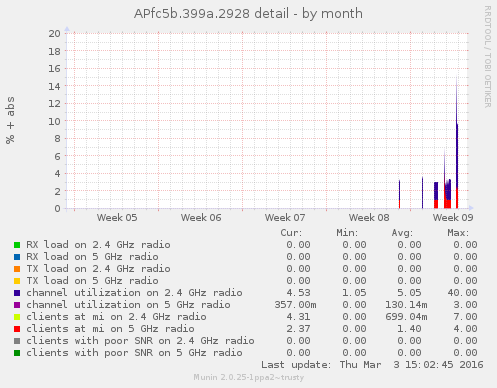 APfc5b.399a.2928 detail - by month
RRDTOOL / TOBI OETIKER
% + abs
20
18
16
14
12
10
8
6
4
2
0
Week 05 Week 06 Week 07 Week 08 Week 09
Cur: Min: Avg: Max:
RX load on 2.4 GHz radio 0.00 0.00 0.00 0.00
RX load on 5 GHz radio 0.00 0.00 0.00 0.00
TX load on 2.4 GHz radio 0.00 0.00 0.00 0.00
TX load on 5 GHz radio 0.00 0.00 0.00 0.00
channel utilization on 2.4 GHz radio 4.53 1.05 5.05 40.00
channel utilization on 5 GHz radio 357.00m 0.00 130.14m 3.00
clients at mi on 2.4 GHz radio 4.31 0.00 699.04m 7.00
clients at mi on 5 GHz radio 2.37 0.00 1.40 4.00
clients with poor SNR on 2.4 GHz radio 0.00 0.00 0.00 0.00
clients with poor SNR on 5 GHz radio 0.00 0.00 0.00 0.00
Last update: Thu Mar 3 15:02:45 2016
Munin 2.0.25-1ppa2~trusty